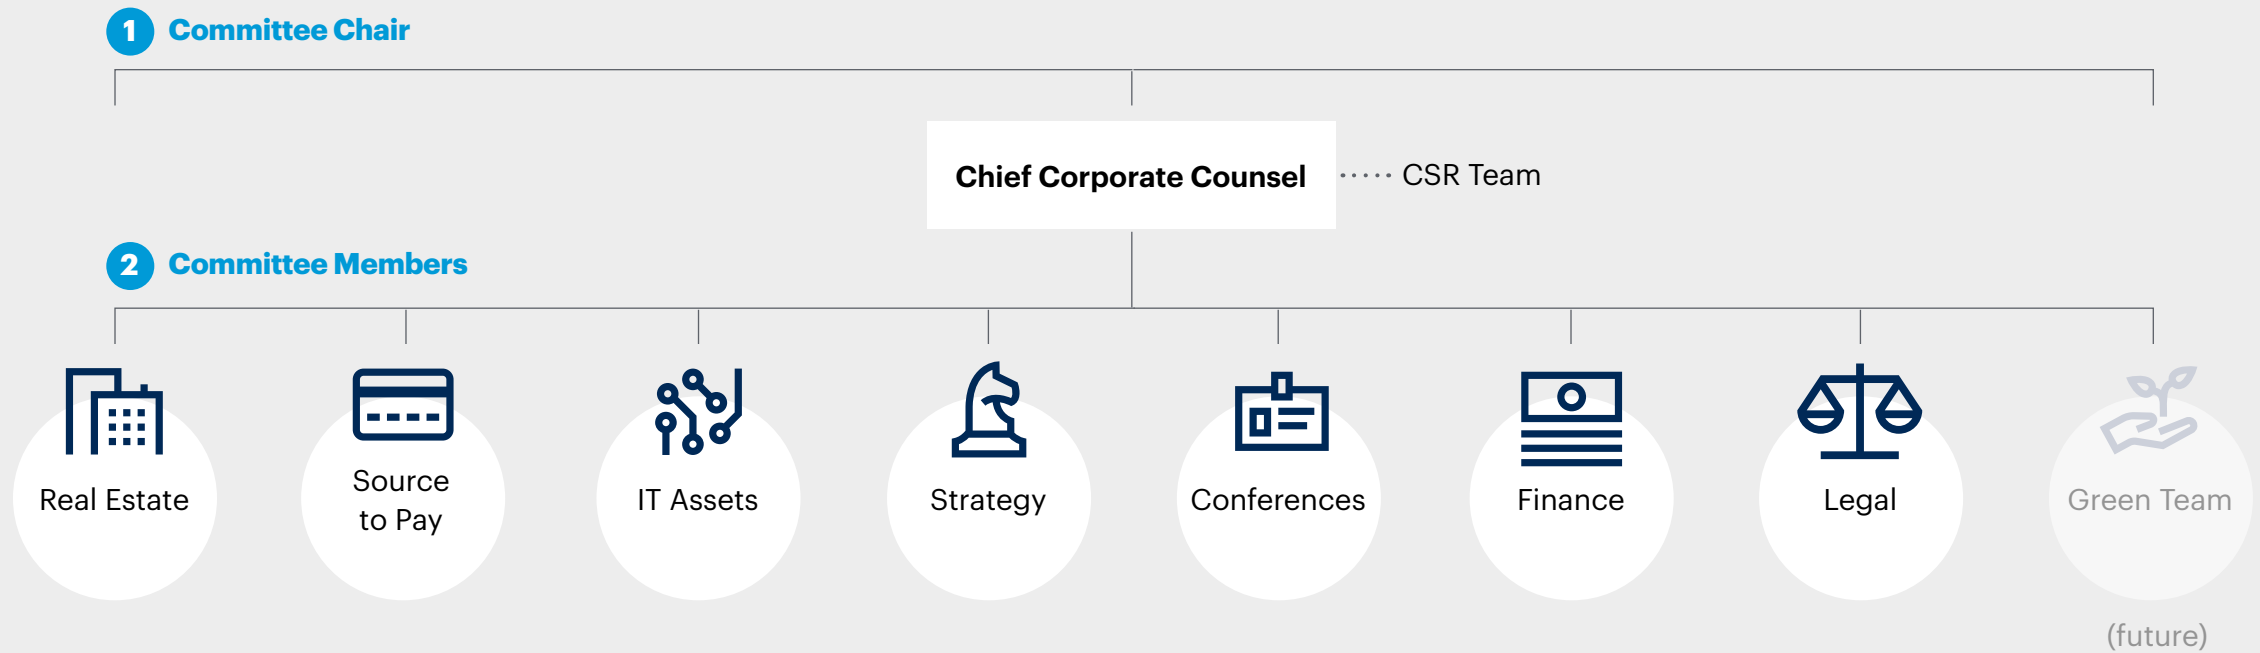 1 Committee Chair
Chief Corporate Counsel
CSR Team
2 Committee Members
Real Estate
Source
to Pay
IT Assets
Strategy
Conferences
Finance
Legal
Green Team
(future)